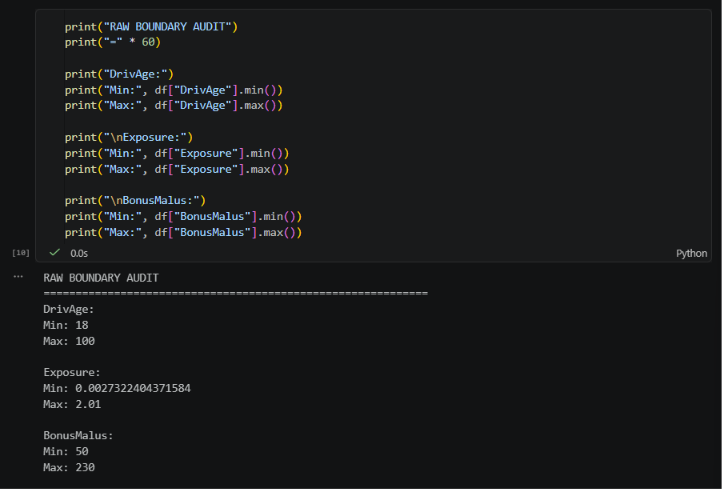 print("RAW BOUNDARY AUDIT")
print("=" * 60)
print("DrivAge:")
print("Min:", df["DrivAge"].min())
print("Max:", df["DrivAge"].max())
print("\nExposure:")
print("Min:", df["Exposure"].min())
print("Max:", df["Exposure"].max())
print("\nBonusMalus:")
print("Min:", df["BonusMalus"].min())
print("Max:", df["BonusMalus"].max())
[10] 0.0s Python
... RAW BOUNDARY AUDIT
============================================================
DrivAge:
Min: 18
Max: 100
Exposure:
Min: 0.0027322404371584
Max: 2.01
BonusMalus:
Min: 50
Max: 230